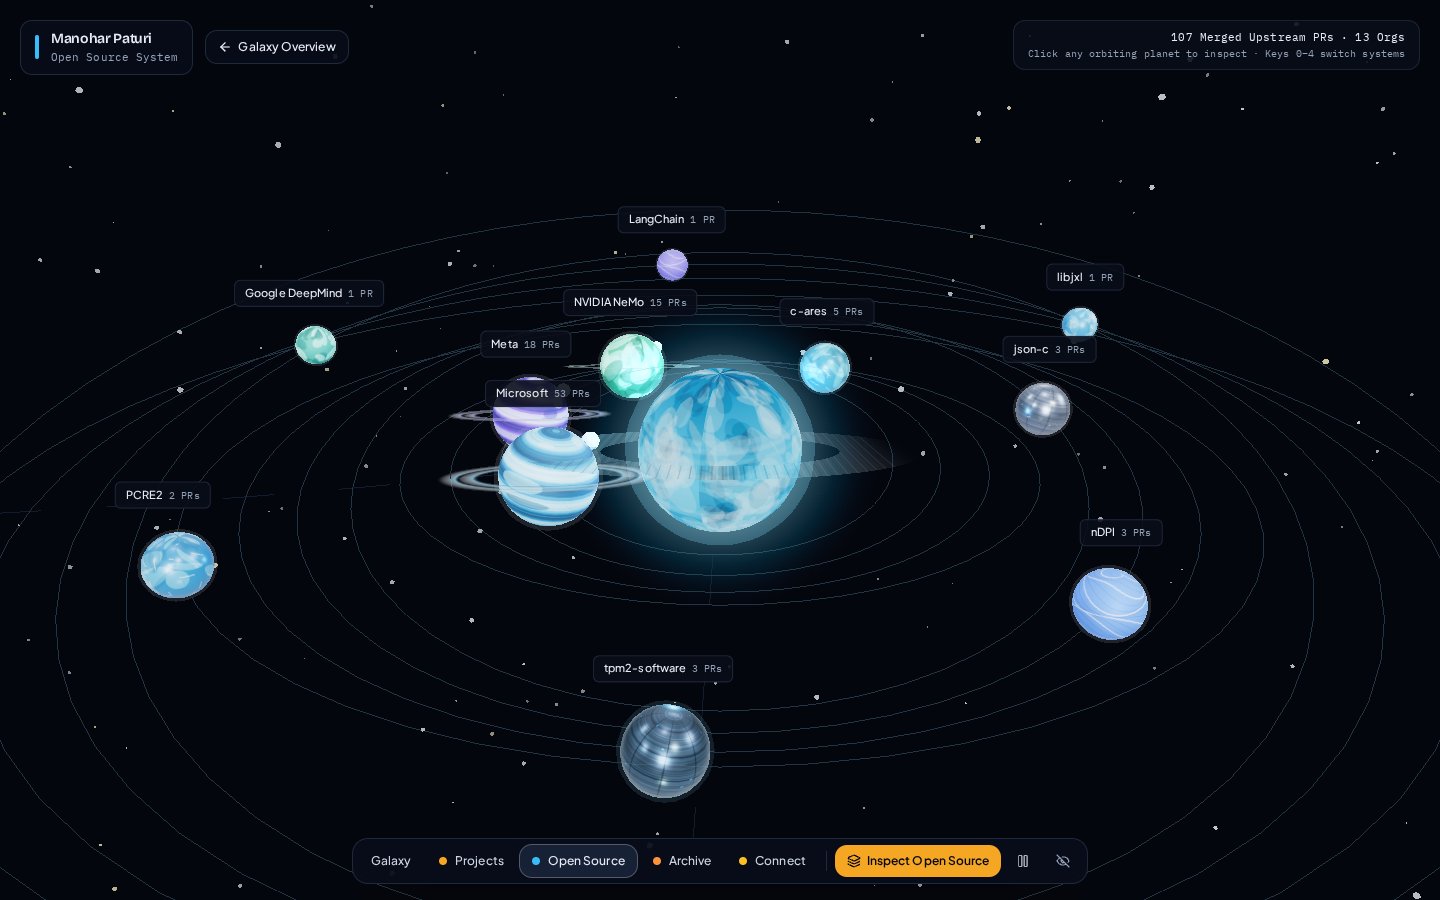 Manohar Paturi
Open Source System
← Galaxy Overview
107 Merged Upstream PRs · 13 Orgs
Click any orbiting planet to inspect · Keys 0–4 switch systems
LangChain 1 PR
libjxl 1 PR
Google DeepMind 1 PR
NVIDIA NeMo 15 PRs
c-ares 5 PRs
Meta 18 PRs
json-c 3 PRs
Microsoft 53 PRs
PCRE2 2 PRs
nDPI 3 PRs
tpm2-software 3 PRs
Galaxy
Projects
Open Source
Archive
Connect
Inspect Open Source